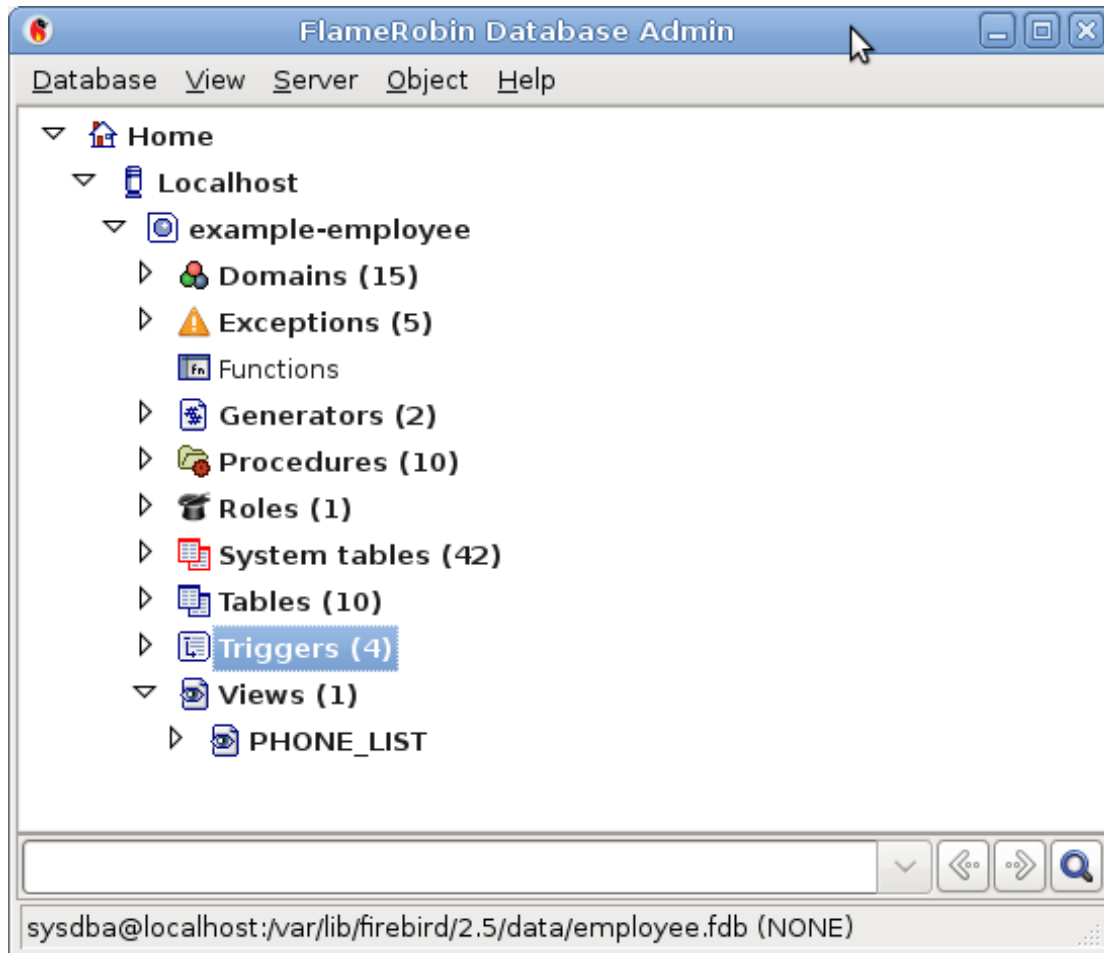 FlameRobin Database Admin
Database View Server Object Help
Home
Localhost
example-employee
Domains (15)
Exceptions (5)
fn Functions
Generators (2)
Procedures (10)
Roles (1)
System tables (42)
Tables (10)
Triggers (4)
Views (1)
PHONE_LIST
sysdba@localhost:/var/lib/firebird/2.5/data/employee.fdb (NONE)